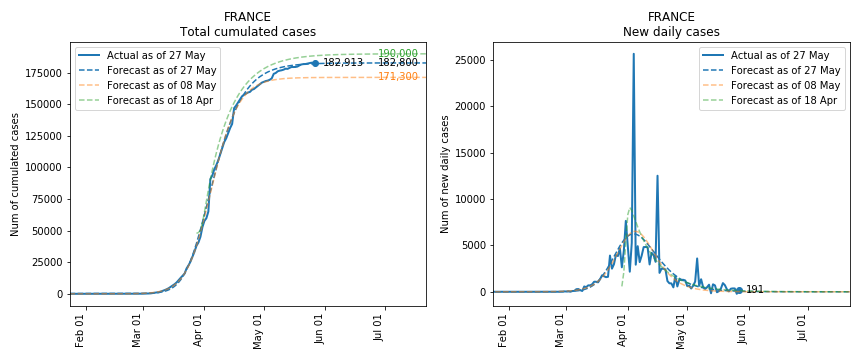 FRANCE
Total cumulated cases
Actual as of 27 May
Forecast as of 27 May
Forecast as of 08 May
Forecast as of 18 Apr
190,000
182,913
182,800
171,300
Num of cumulated cases
175000
150000
125000
100000
75000
50000
25000
0
Feb 01
Mar 01
Apr 01
May 01
Jun 01
Jul 01
FRANCE
New daily cases
Actual as of 27 May
Forecast as of 27 May
Forecast as of 08 May
Forecast as of 18 Apr
191
Num of new daily cases
25000
20000
15000
10000
5000
0
Feb 01
Mar 01
Apr 01
May 01
Jun 01
Jul 01